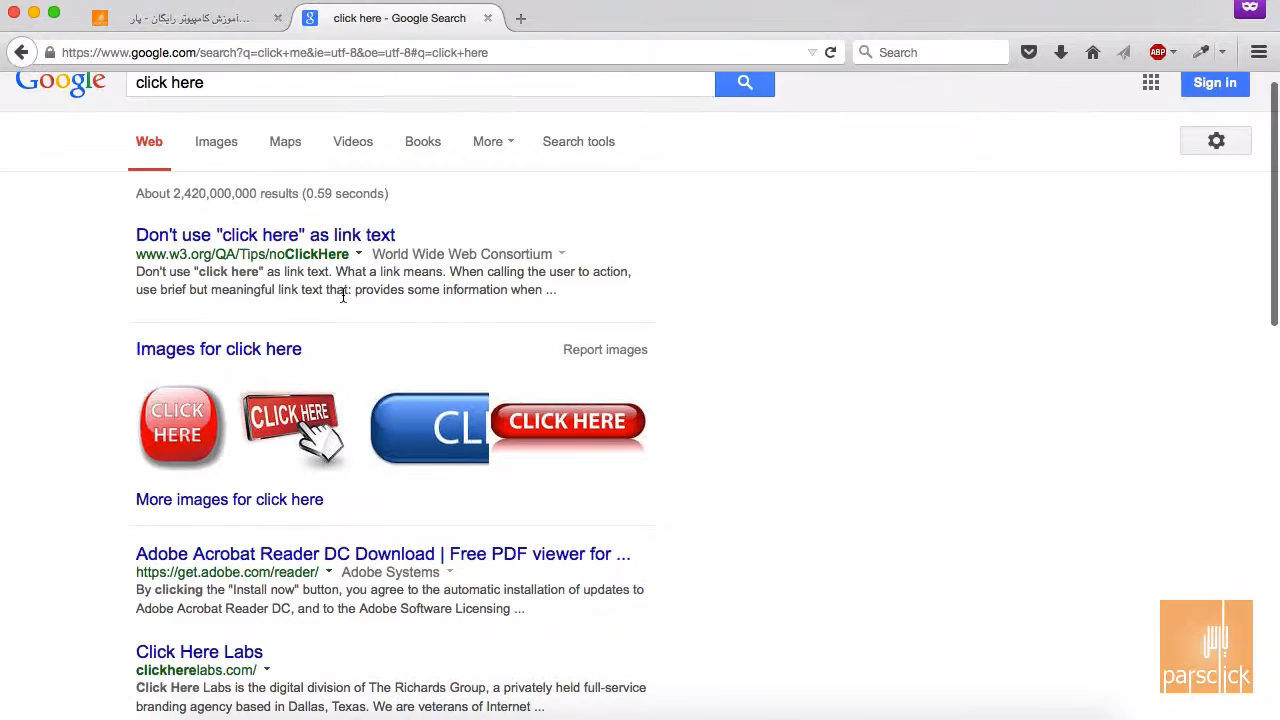 آموزش کامپیوتر رایگان - پار...
click here - Google Search
https://www.google.com/search?q=click+me&ie=utf-8&oe=utf-8#q=click+here
Search
ABP
Google
click here
Sign in
Web Images Maps Videos Books More Search tools
About 2,420,000,000 results (0.59 seconds)
Don't use "click here" as link text
www.w3.org/QA/Tips/noClickHere World Wide Web Consortium
Don't use "click here" as link text. What a link means. When calling the user to action,
use brief but meaningful link text that: provides some information when ...
Images for click here
Report images
CLICK
HERE
CLICK HERE
CLI
CLICK HERE
More images for click here
Adobe Acrobat Reader DC Download | Free PDF viewer for ...
https://get.adobe.com/reader/ Adobe Systems
By clicking the "Install now" button, you agree to the automatic installation of updates to
Adobe Acrobat Reader DC, and to the Adobe Software Licensing ...
Click Here Labs
clickherelabs.com/
Click Here Labs is the digital division of The Richards Group, a privately held full-service
branding agency based in Dallas, Texas. We are veterans of Internet ...
parsclick